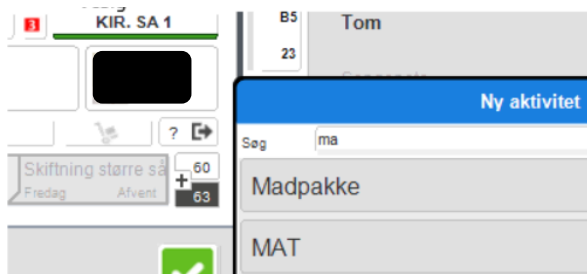 3
KIR. SA 1
?
Skiftning større så
Fredag Afvent
60
+
63
B5
23
Tom
Ny aktivitet
Søg ma
Madpakke
MAT